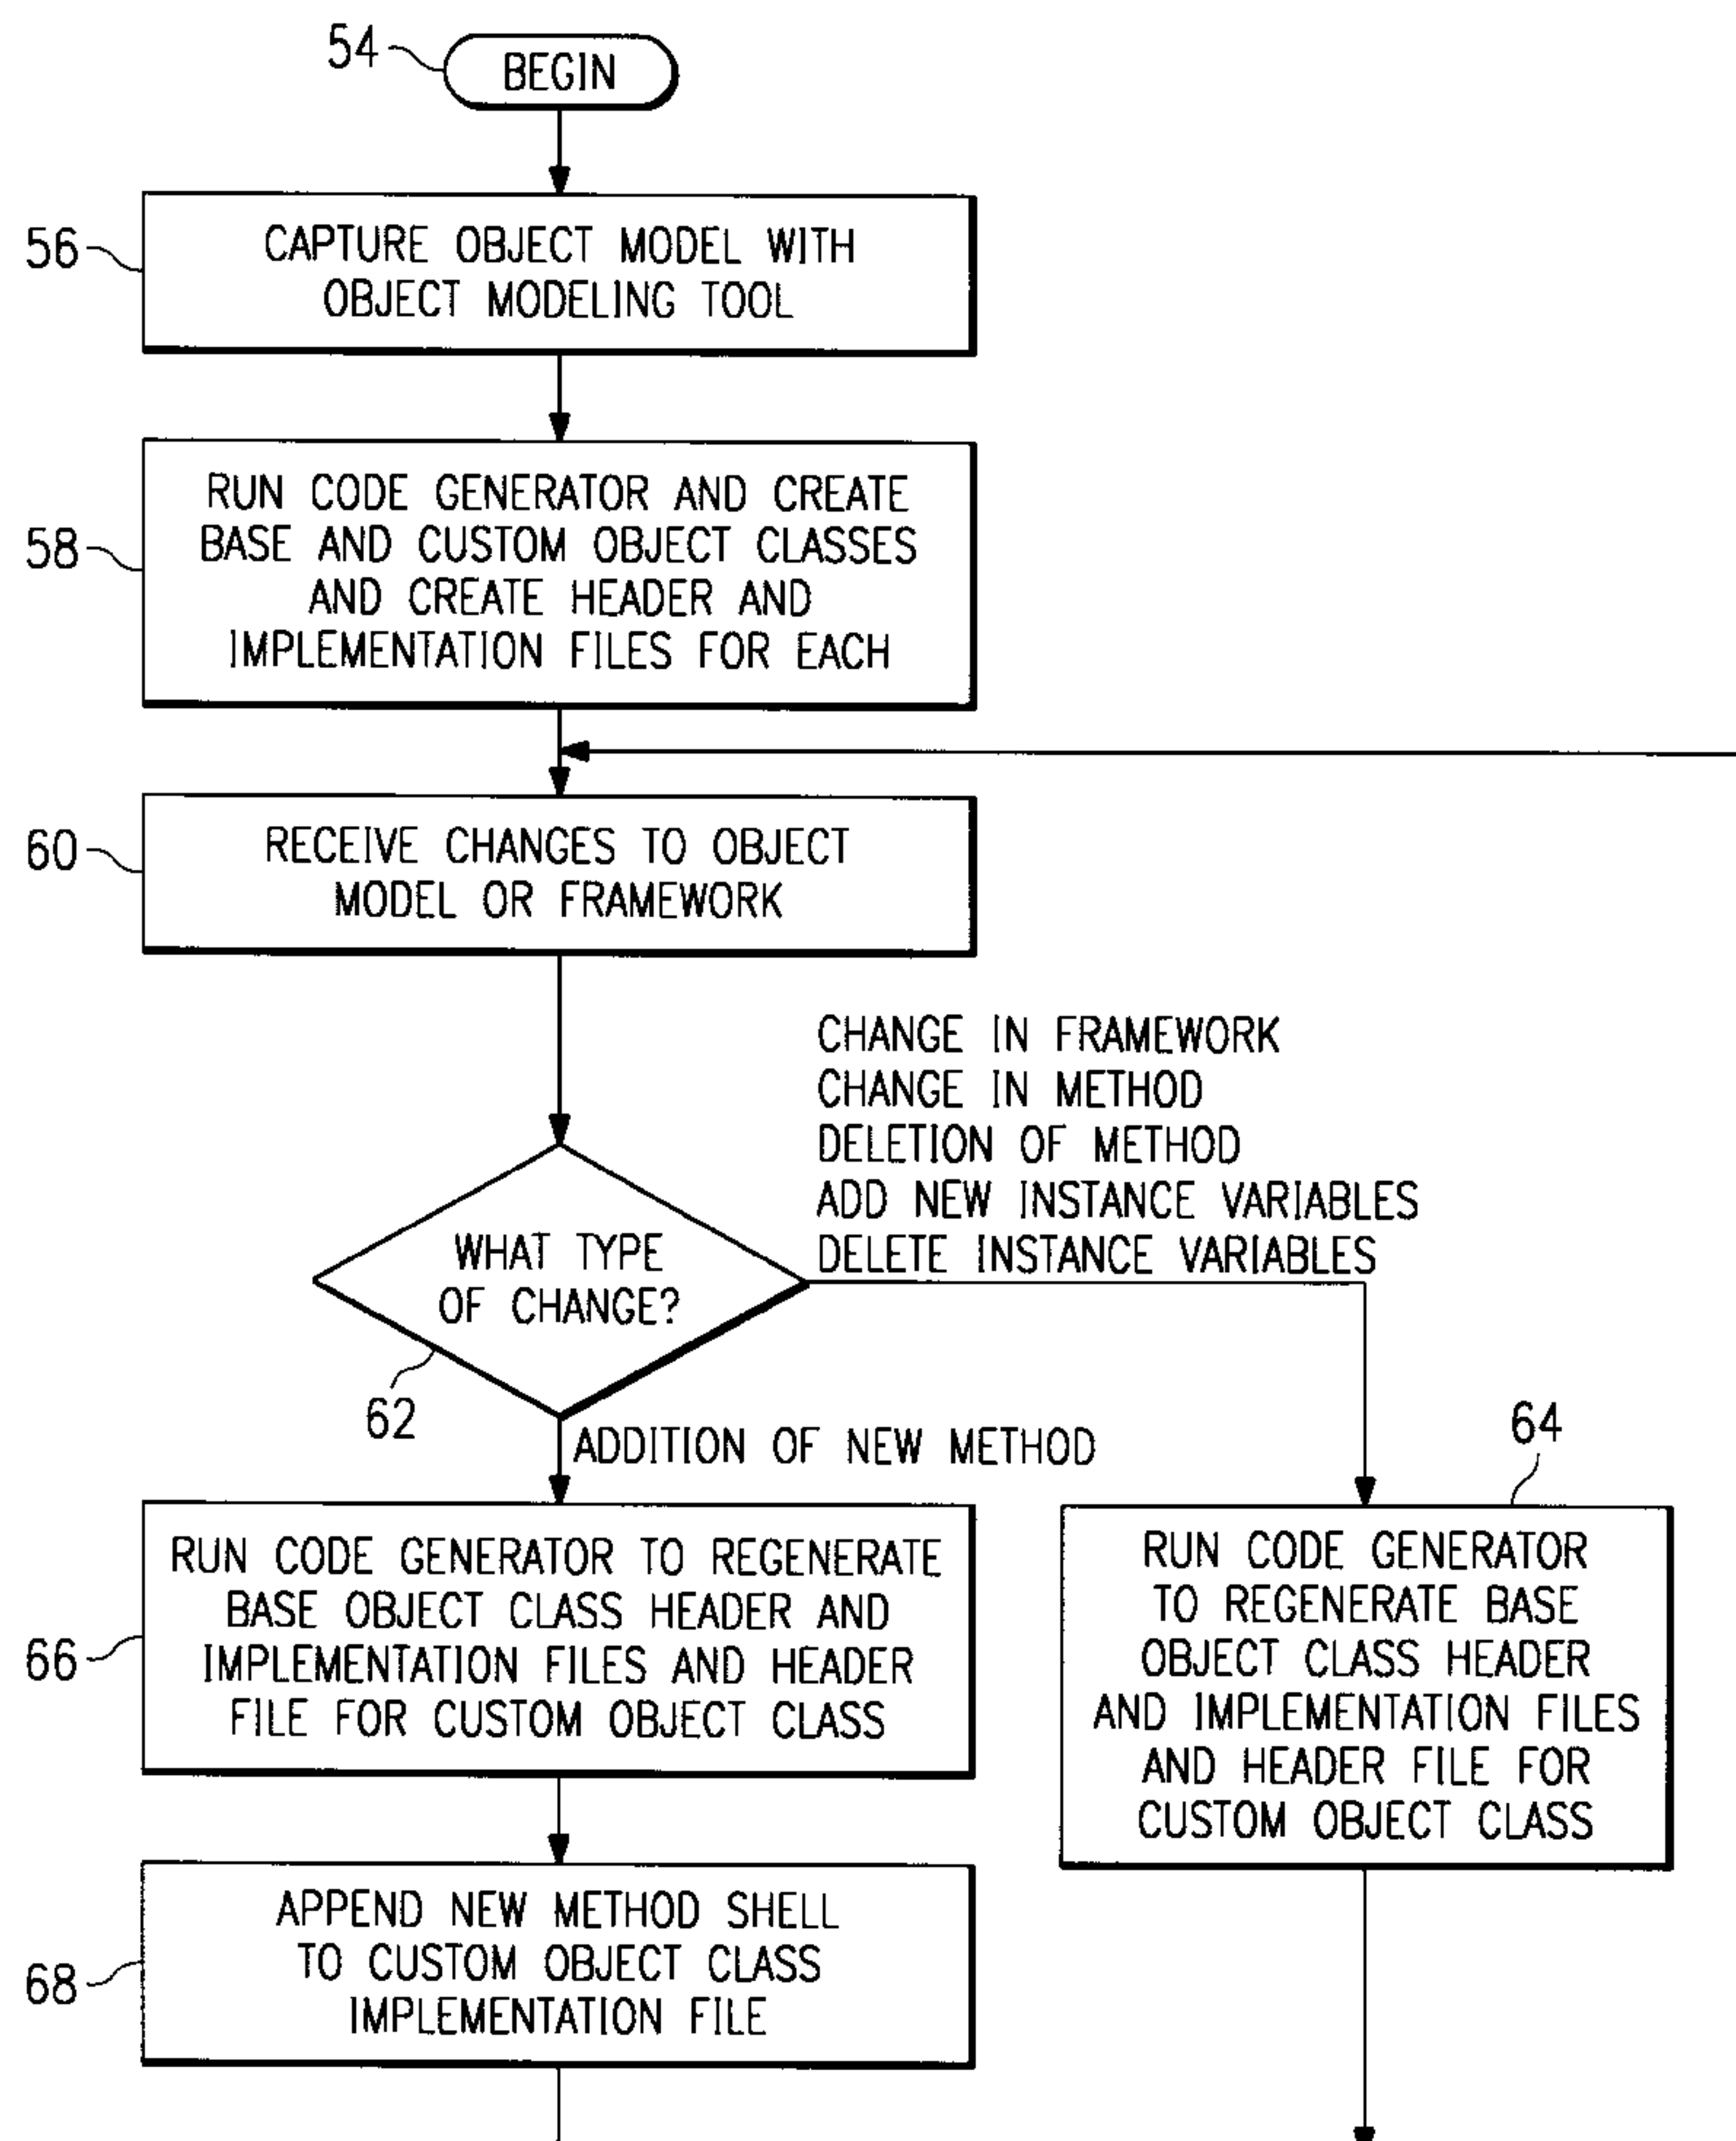 54
BEGIN
56
CAPTURE OBJECT MODEL WITH
OBJECT MODELING TOOL
58
RUN CODE GENERATOR AND CREATE
BASE AND CUSTOM OBJECT CLASSES
AND CREATE HEADER AND
IMPLEMENTATION FILES FOR EACH
60
RECEIVE CHANGES TO OBJECT
MODEL OR FRAMEWORK
CHANGE IN FRAMEWORK
CHANGE IN METHOD
DELETION OF METHOD
ADD NEW INSTANCE VARIABLES
DELETE INSTANCE VARIABLES
WHAT TYPE
OF CHANGE?
62
ADDITION OF NEW METHOD
64
66
RUN CODE GENERATOR TO REGENERATE
BASE OBJECT CLASS HEADER AND
IMPLEMENTATION FILES AND HEADER
FILE FOR CUSTOM OBJECT CLASS
RUN CODE GENERATOR
TO REGENERATE BASE
OBJECT CLASS HEADER
AND IMPLEMENTATION FILES
AND HEADER FILE FOR
CUSTOM OBJECT CLASS
68
APPEND NEW METHOD SHELL
TO CUSTOM OBJECT CLASS
IMPLEMENTATION FILE